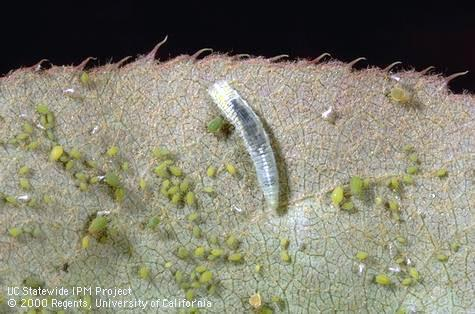 UC Statewide IPM Project
© 2000 Regents, University of California